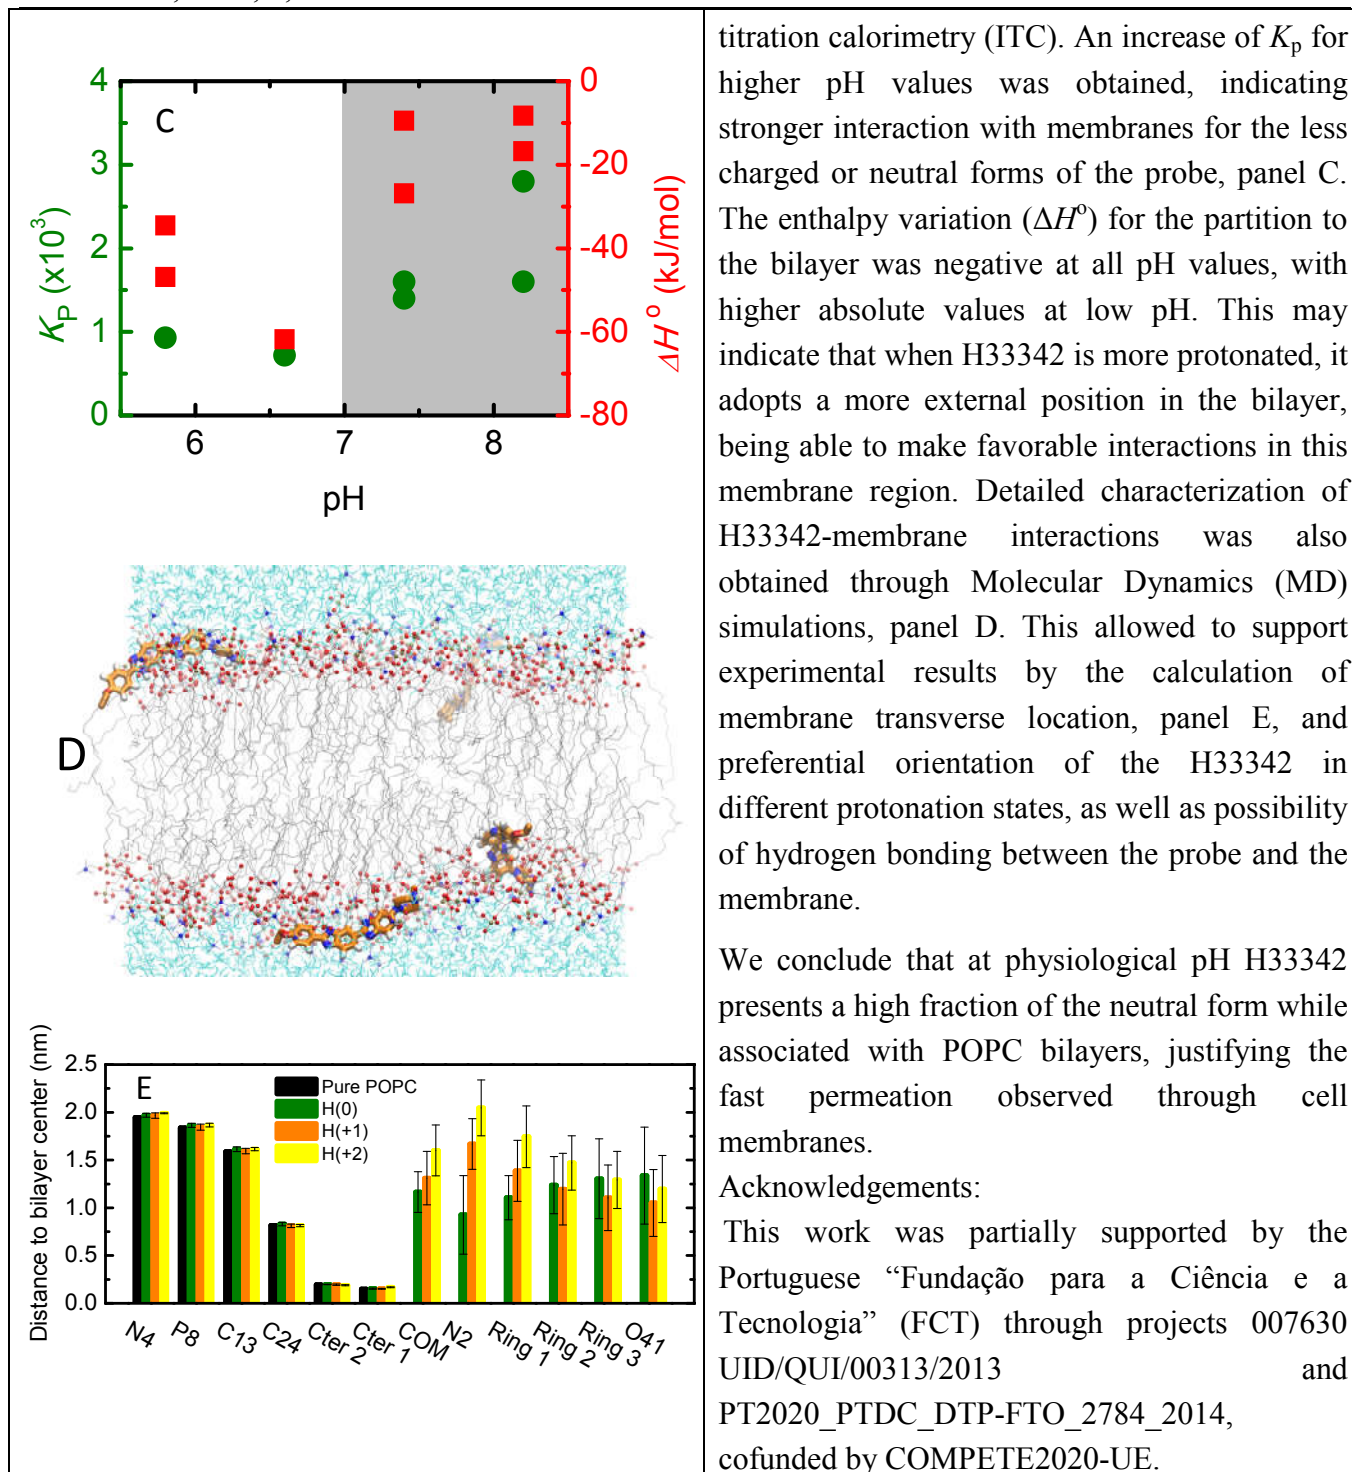 C
4
3
2
1
0
K_P (x10^3)
0
-20
-40
-60
-80
ΔH° (kJ/mol)
6
7
8
pH
D
E
Distance to bilayer center (nm)
2.5
2.0
1.5
1.0
0.5
0.0
Pure POPC
H(0)
H(+1)
H(+2)
N4
P8
C13
C24
Cter 2
Cter 1
COM
N2
Ring 1
Ring 2
Ring 3
O41
titration calorimetry (ITC). An increase of Kp for
higher pH values was obtained, indicating
stronger interaction with membranes for the less
charged or neutral forms of the probe, panel C.
The enthalpy variation (ΔH°) for the partition to
the bilayer was negative at all pH values, with
higher absolute values at low pH. This may
indicate that when H33342 is more protonated, it
adopts a more external position in the bilayer,
being able to make favorable interactions in this
membrane region. Detailed characterization of
H33342-membrane interactions was also
obtained through Molecular Dynamics (MD)
simulations, panel D. This allowed to support
experimental results by the calculation of
membrane transverse location, panel E, and
preferential orientation of the H33342 in
different protonation states, as well as possibility
of hydrogen bonding between the probe and the
membrane.
We conclude that at physiological pH H33342
presents a high fraction of the neutral form while
associated with POPC bilayers, justifying the
fast permeation observed through cell
membranes.
Acknowledgements:
This work was partially supported by the
Portuguese “Fundação para a Ciência e a
Tecnologia” (FCT) through projects 007630
UID/QUI/00313/2013 and
PT2020_PTDC_DTP-FTO_2784_2014,
cofunded by COMPETE2020-UE.